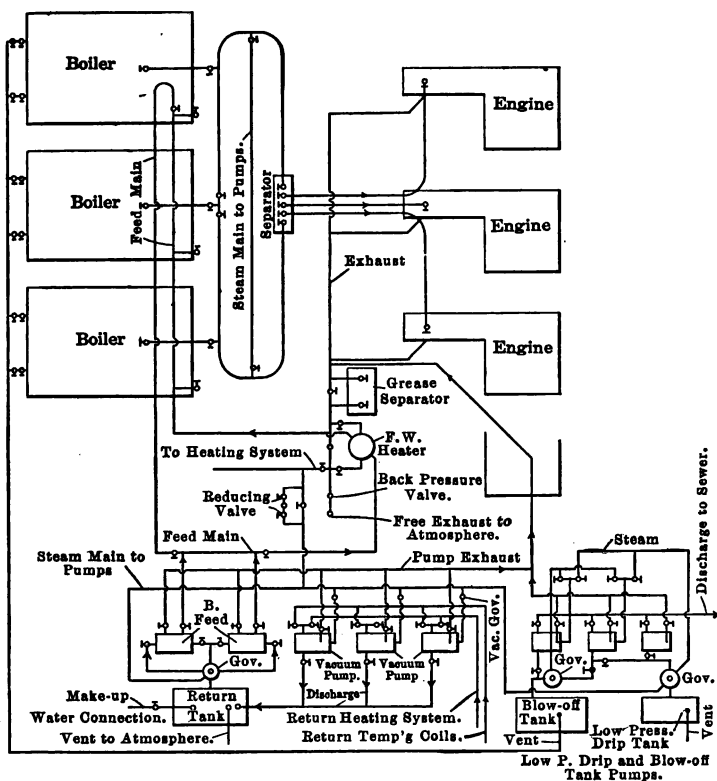 Boiler
Engine
Steam Main to Pumps.
Feed Main
Separator
Boiler
Engine
Exhaust
Boiler
Engine
Grease
Separator
F.W.
Heater
To Heating System
Back Pressure
Valve.
Reducing
Valve
Free Exhaust to
Atmosphere.
Feed Main
Steam Main to
Pumps
Pump Exhaust
Steam
Discharge to Sewer.
B.
Feed
Vac. Gov.
Gov.
Vacuum
Pump.
Vacuum
Pump
Gov.
Gov.
Make-up
Water Connection.
Return
Tank
Discharge
Vent to Atmosphere.
Return Heating System.
Return Temp'g Coils.
Blow-off
Tank
Vent
Low Press.
Drip Tank
Vent
Low P. Drip and Blow-off
Tank Pumps.